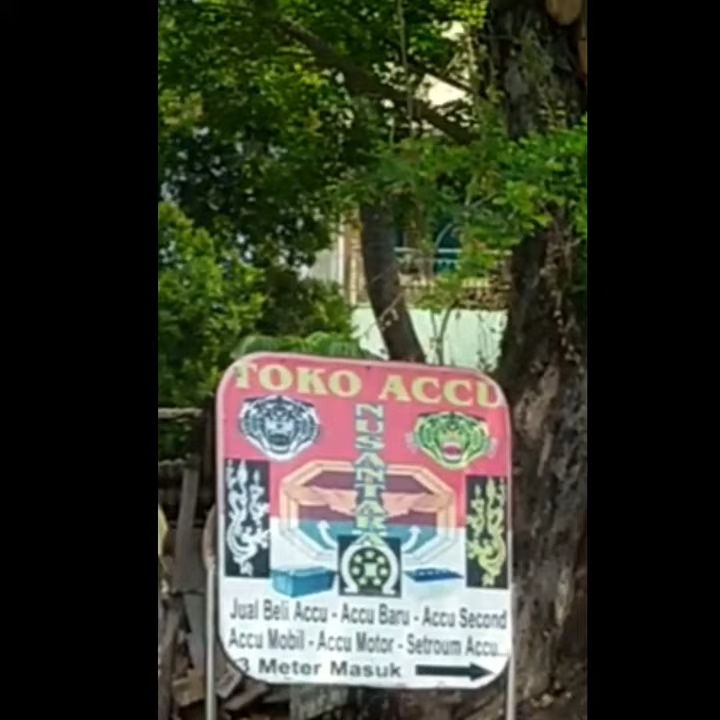 TOKO ACCU
NUSANTARA
Jual Beli Accu - Accu Baru - Accu Second
Accu Mobil - Accu Motor - Setroum Accu
3 Meter Masuk